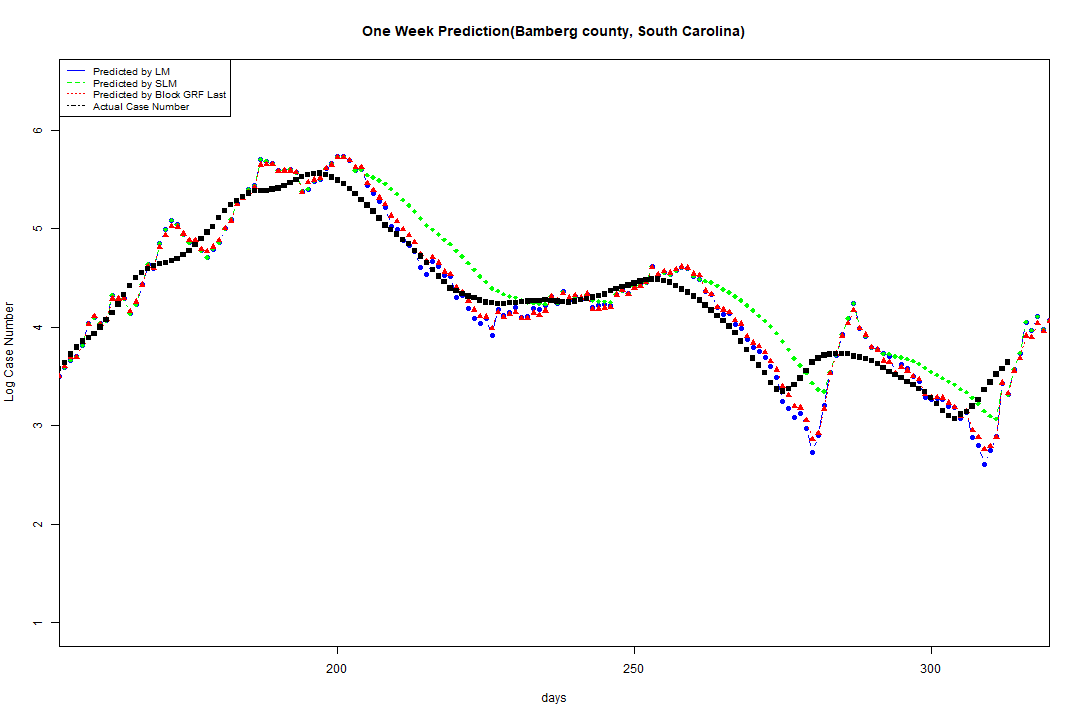 One Week Prediction(Bamberg county, South Carolina)
Predicted by LM
Predicted by SLM
Predicted by Block GRF Last
Actual Case Number
6
5
4
3
2
1
Log Case Number
200
250
300
days